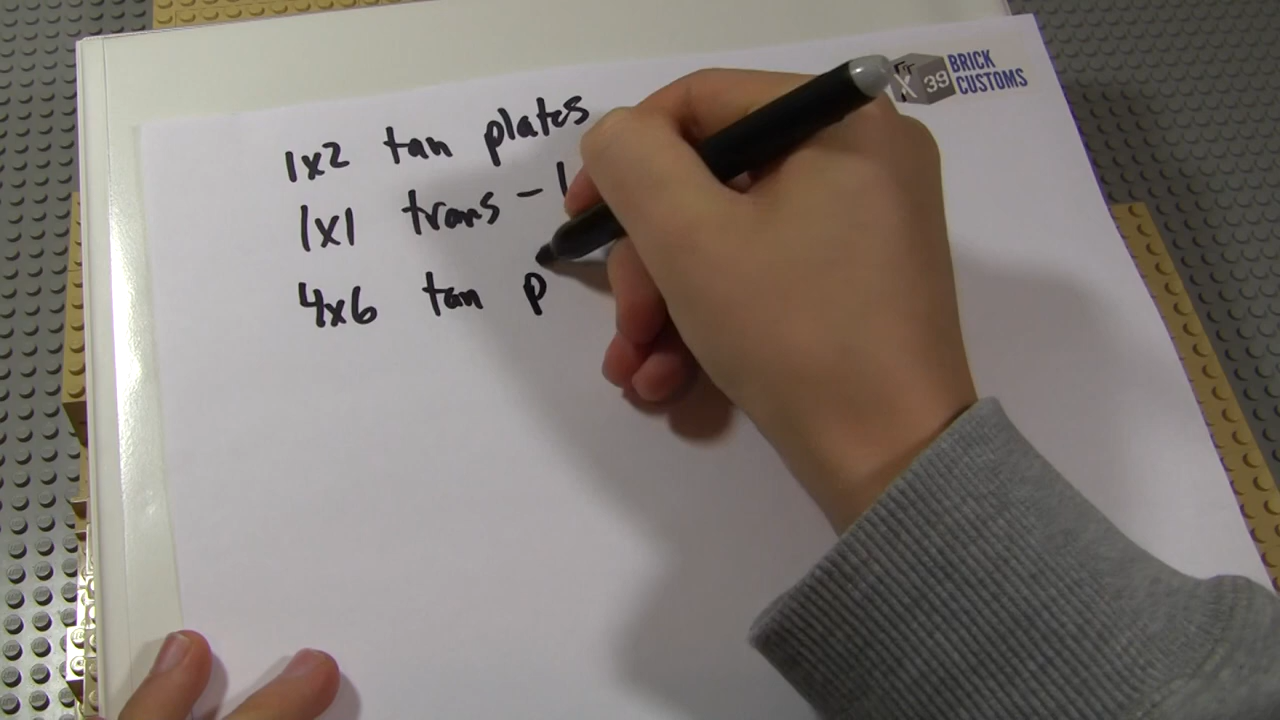 1x2 tan plates
1x1 trans -
4x6 tan p
X 39 BRICK
CUSTOMS